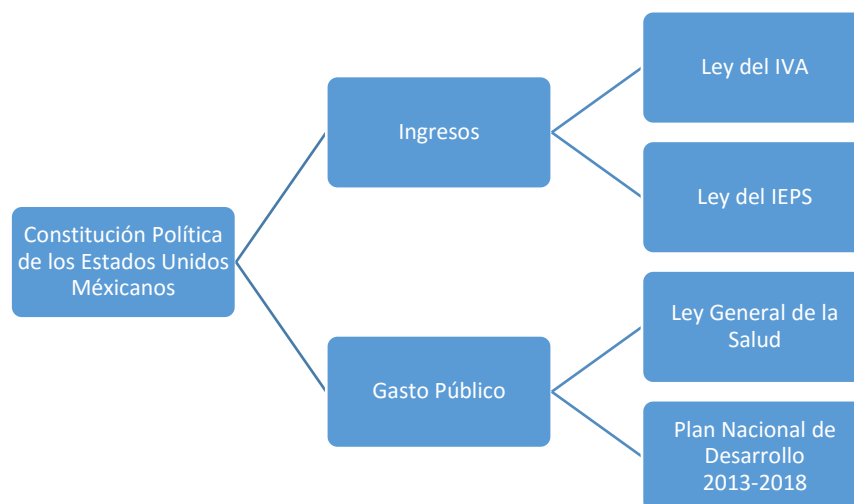 Ley del IVA
Ingresos
Ley del IEPS
Constitución Política
de los Estados Unidos
Méxicanos
Ley General de la
Salud
Gasto Público
Plan Nacional de
Desarrollo
2013-2018